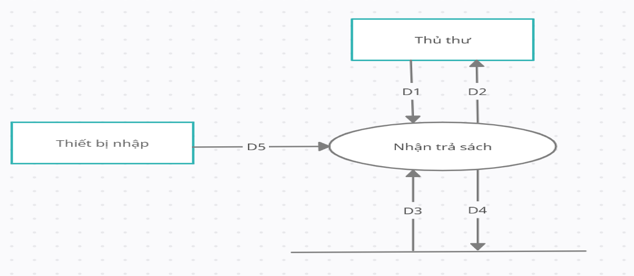 Thủ thư
D1
D2
Thiết bị nhập
D5
Nhận trả sách
D3
D4